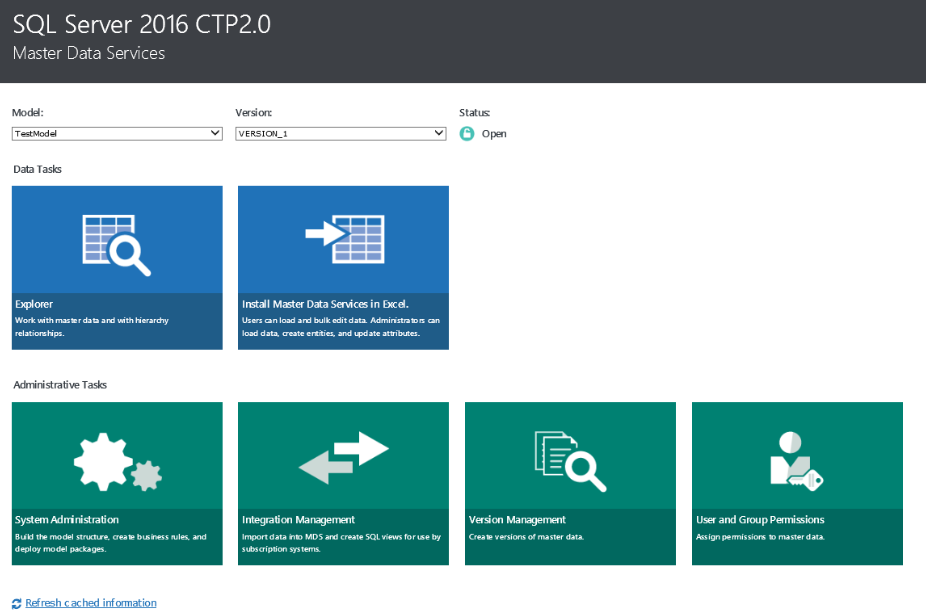 SQL Server 2016 CTP2.0
Master Data Services
Model: Version: Status:
TestModel VERSION_1 Open
Data Tasks
Explorer
Work with master data and with hierarchy
relationships.
Install Master Data Services in Excel.
Users can load and bulk edit data. Administrators can
load data, create entities, and update attributes.
Administrative Tasks
System Administration
Build the model structure, create business rules, and
deploy model packages.
Integration Management
Import data into MDS and create SQL views for use by
subscription systems.
Version Management
Create versions of master data.
User and Group Permissions
Assign permissions to master data.
Refresh cached information